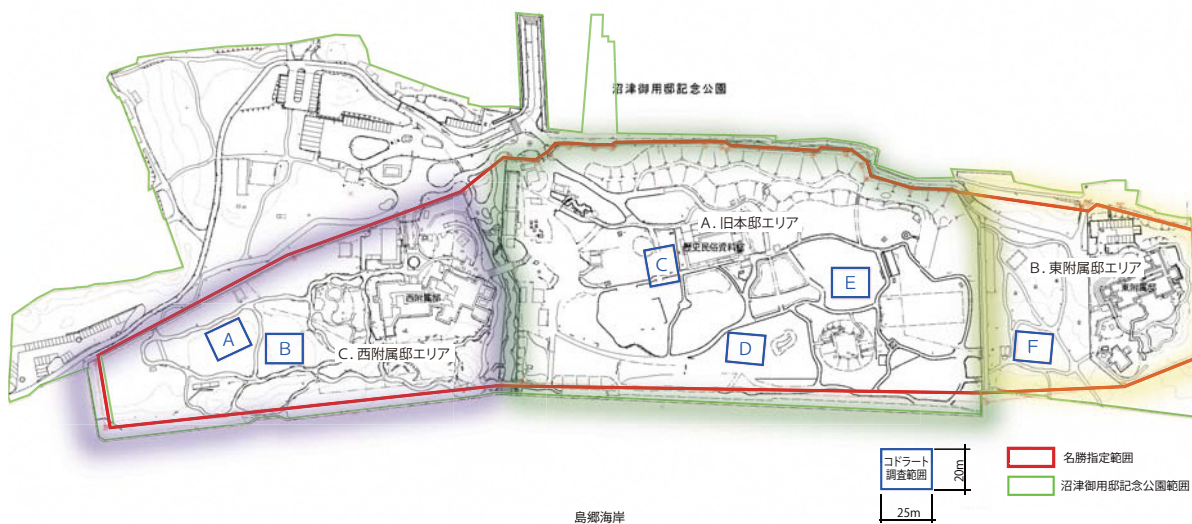 沼津御用邸記念公園
A．旧本邸エリア
C
歴史民俗資料館
E
B．東附属邸エリア
東附属邸
西附属邸
A
B
C．西附属邸エリア
D
F
コドラート
調査範囲
20m
25m
名勝指定範囲
沼津御用邸記念公園範囲
島郷海岸